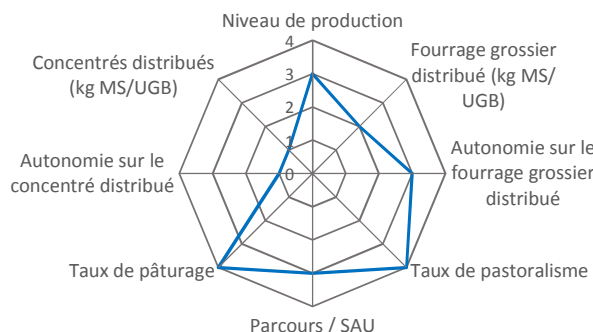 Niveau de production
Fourrage grossier
distribué (kg MS/
UGB)
Autonomie sur le
fourrage grossier
distribué
Taux de pastoralisme
Parcours / SAU
Taux de pâturage
Autonomie sur le
concentré distribué
Concentrés distribués
(kg MS/UGB)
4
3
2
1
0